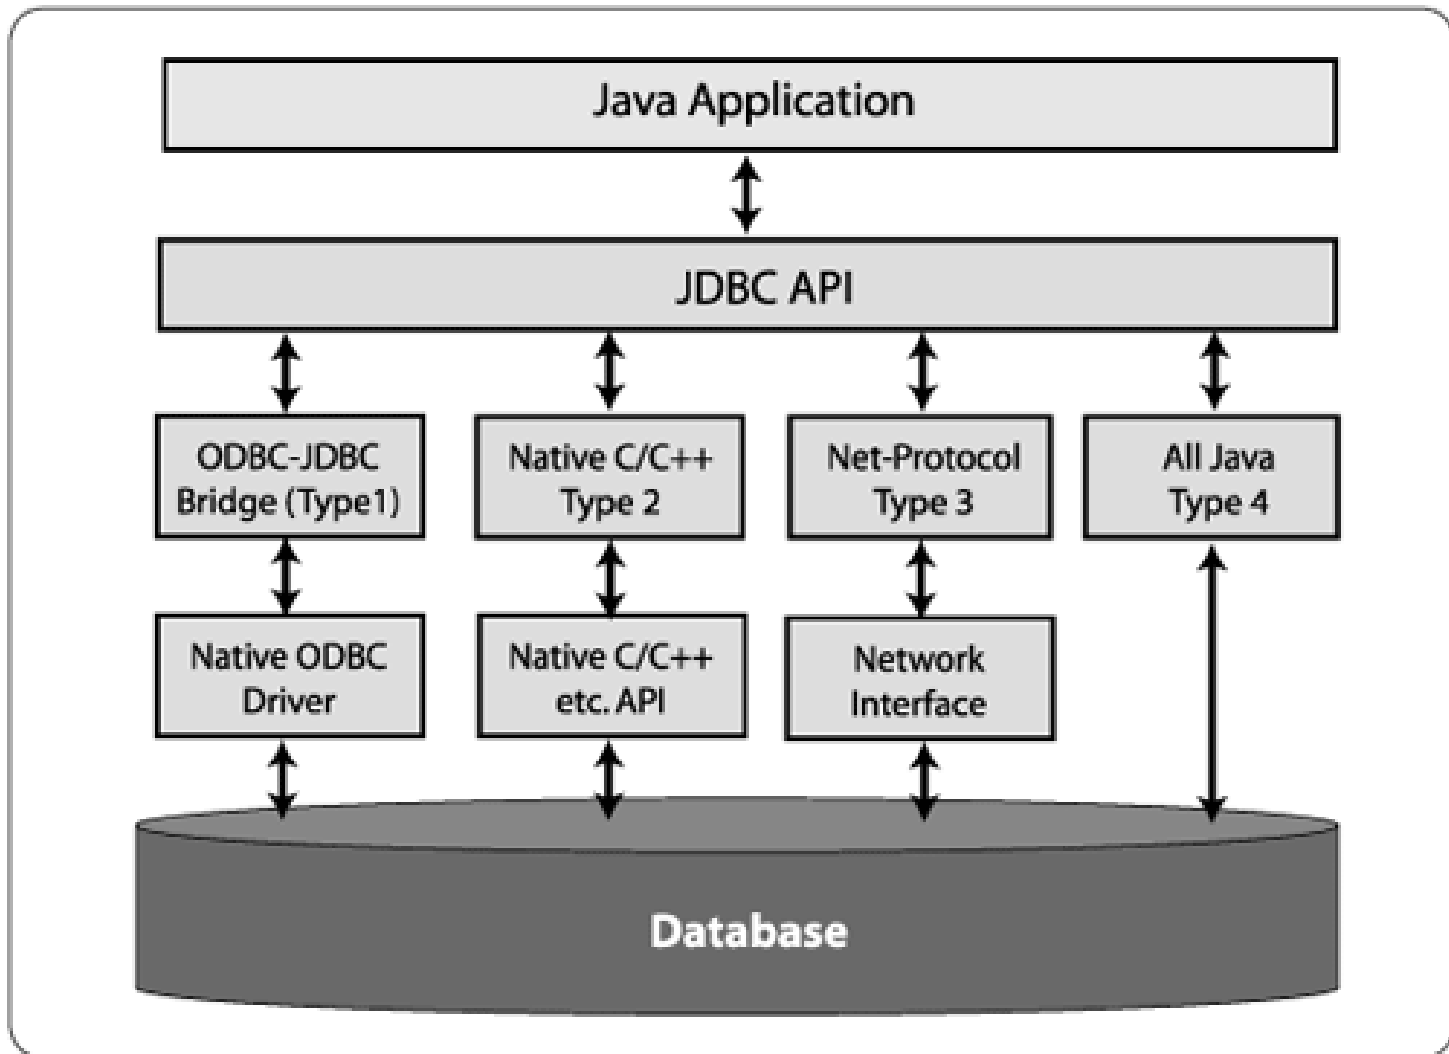 Java Application
JDBC API
ODBC-JDBC
Bridge (Type1)
Native C/C++
Type 2
Net-Protocol
Type 3
All Java
Type 4
Native ODBC
Driver
Native C/C++
etc. API
Network
Interface
Database